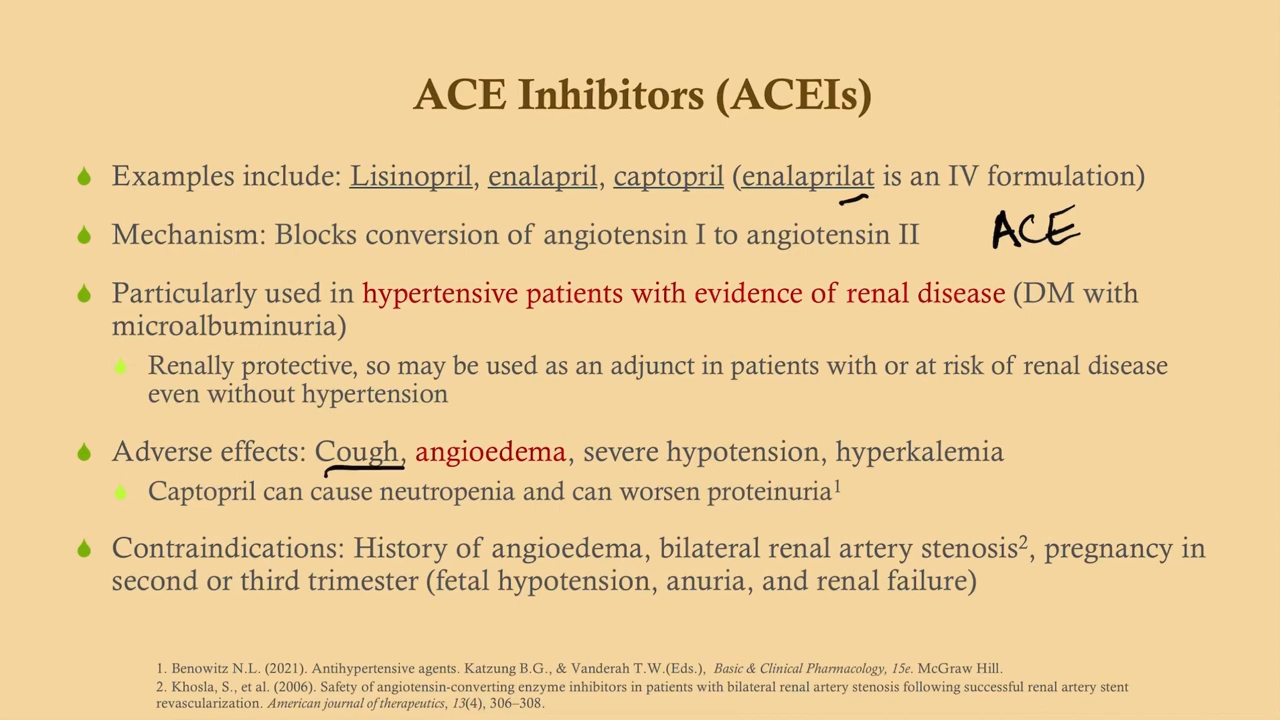 ACE Inhibitors (ACEIs)
Examples include: Lisinopril, enalapril, captopril (enalaprilat is an IV formulation)
Mechanism: Blocks conversion of angiotensin I to angiotensin II
ACE
Particularly used in hypertensive patients with evidence of renal disease (DM with
microalbuminuria)
Renally protective, so may be used as an adjunct in patients with or at risk of renal disease
even without hypertension
Adverse effects: Cough, angioedema, severe hypotension, hyperkalemia
Captopril can cause neutropenia and can worsen proteinuria¹
Contraindications: History of angioedema, bilateral renal artery stenosis², pregnancy in
second or third trimester (fetal hypotension, anuria, and renal failure)
1. Benowitz N.L. (2021). Antihypertensive agents. Katzung B.G., & Vanderah T.W.(Eds.), Basic & Clinical Pharmacology, 15e. McGraw Hill.
2. Khosla, S., et al. (2006). Safety of angiotensin-converting enzyme inhibitors in patients with bilateral renal artery stenosis following successful renal artery stent
revascularization. American journal of therapeutics, 13(4), 306–308.